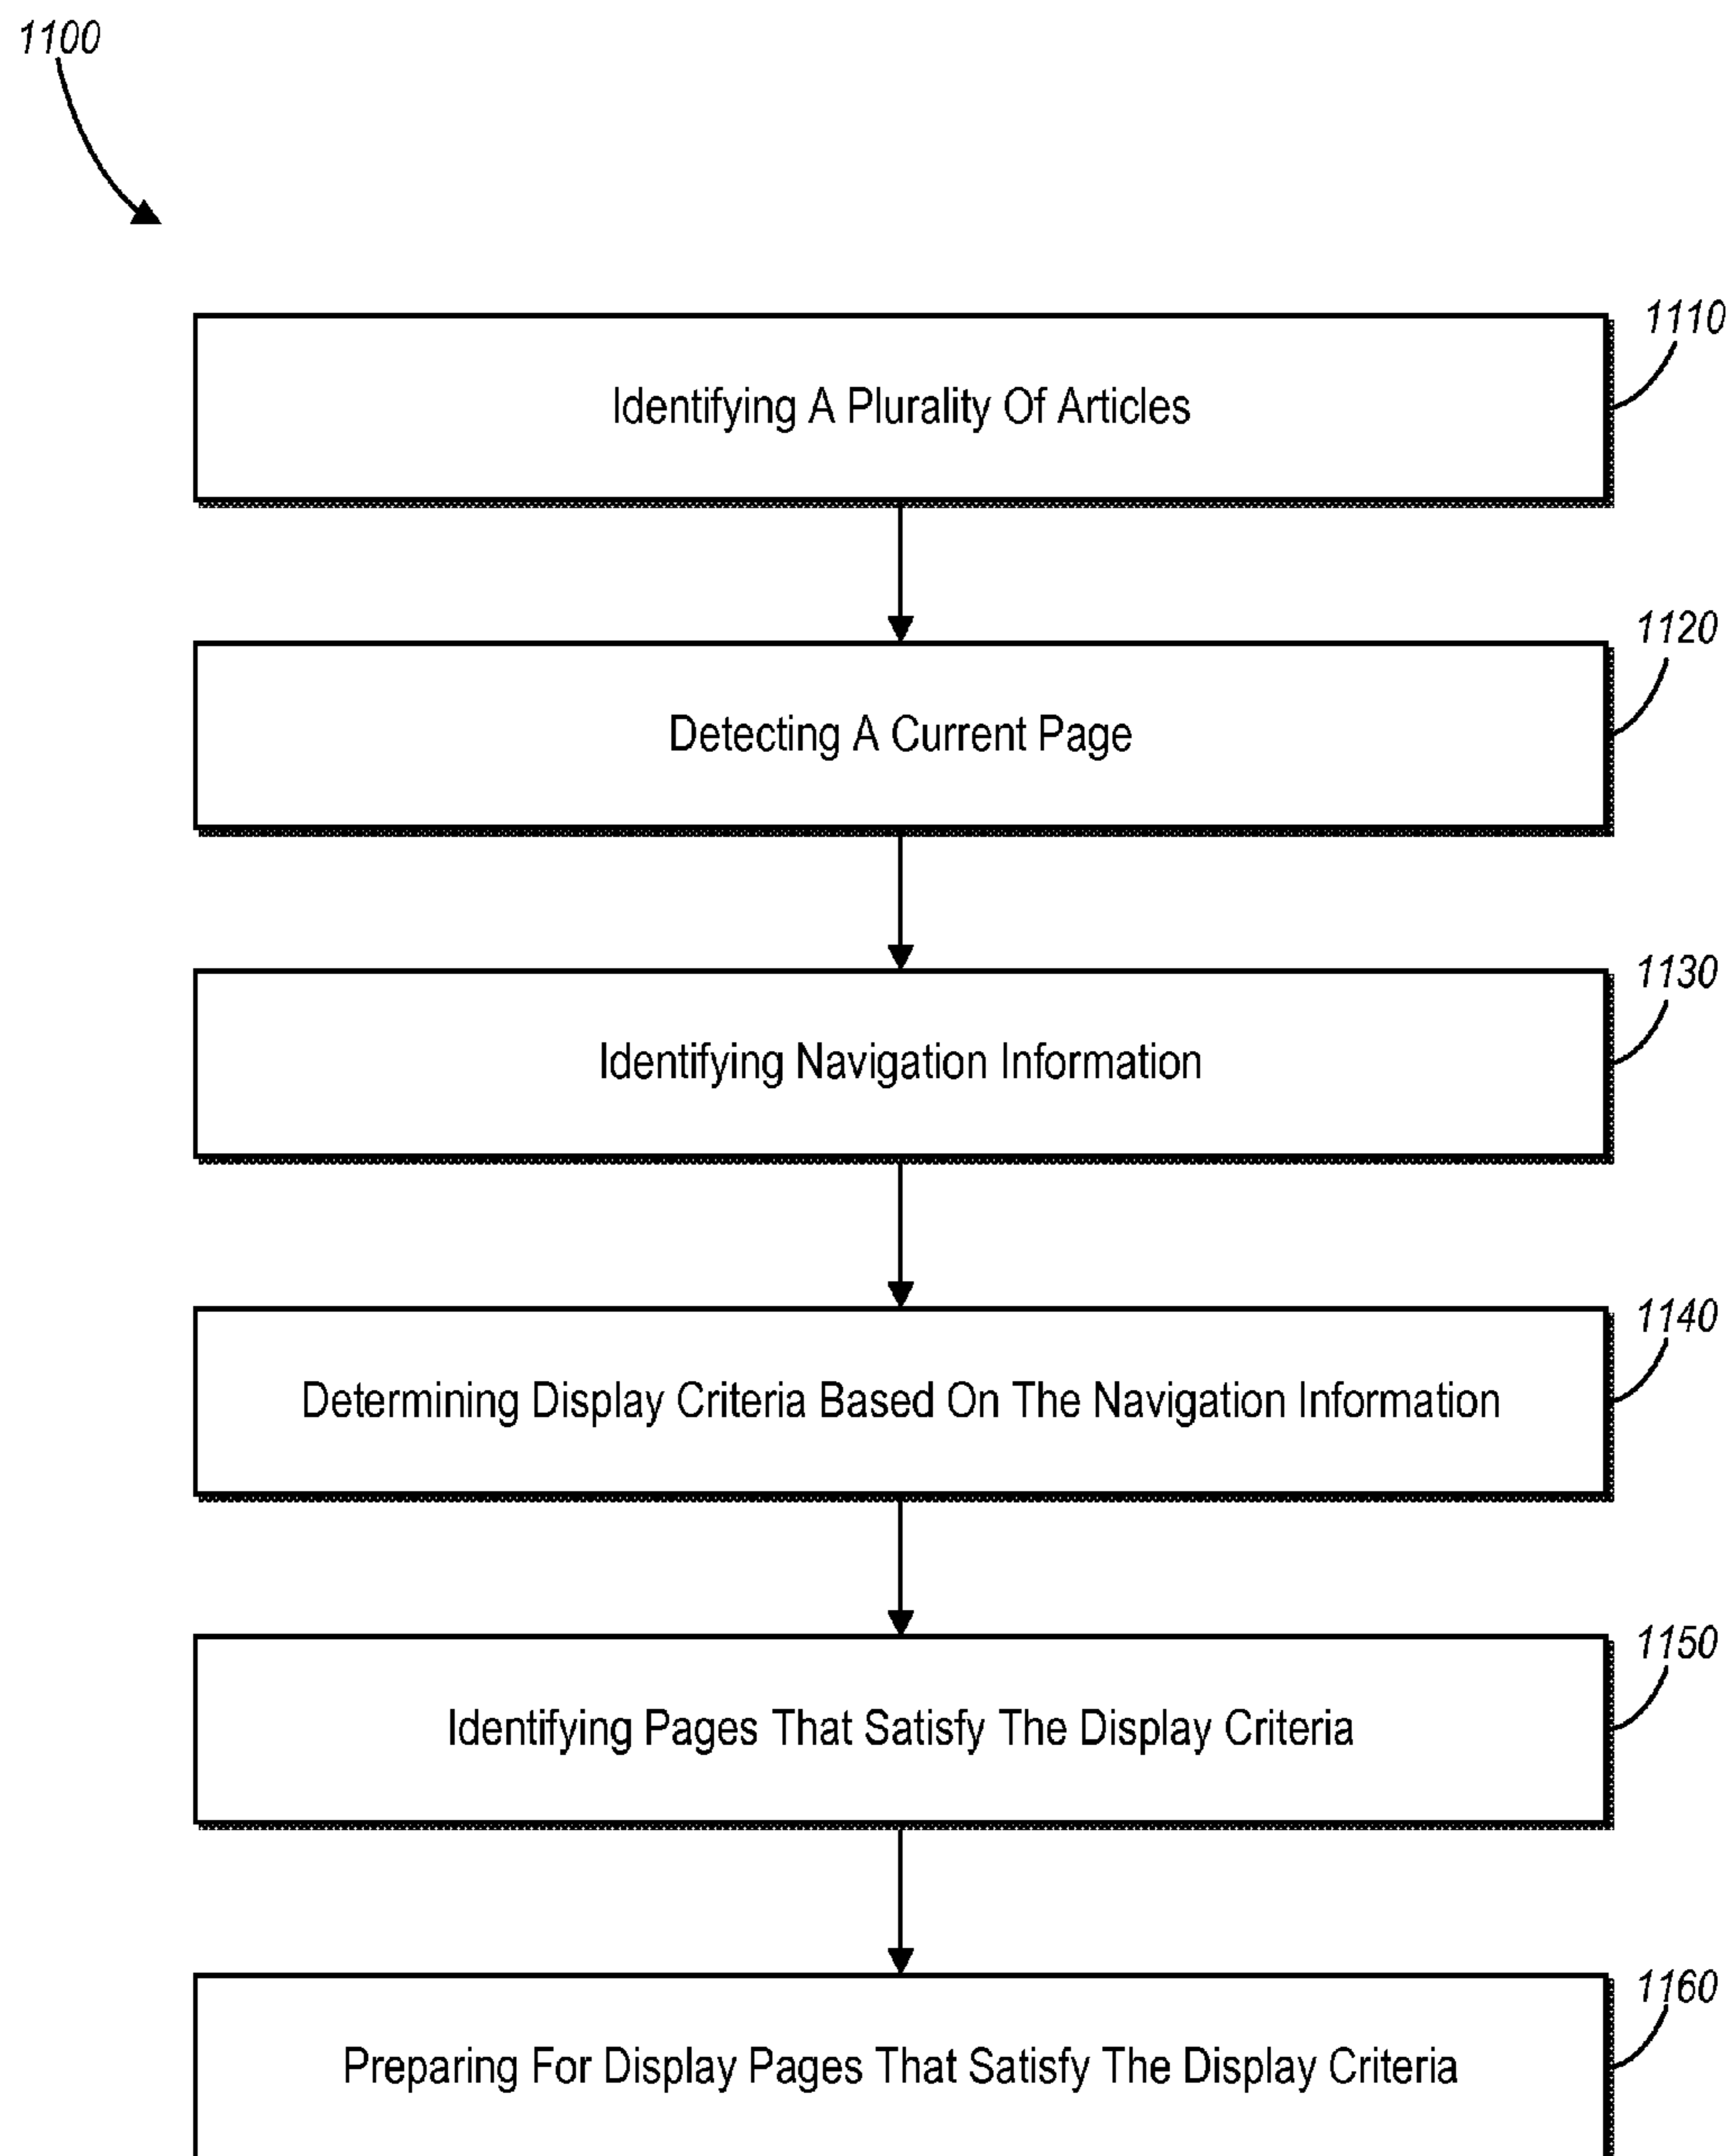 1100
1110
Identifying A Plurality Of Articles
1120
Detecting A Current Page
1130
Identifying Navigation Information
1140
Determining Display Criteria Based On The Navigation Information
1150
Identifying Pages That Satisfy The Display Criteria
1160
Preparing For Display Pages That Satisfy The Display Criteria